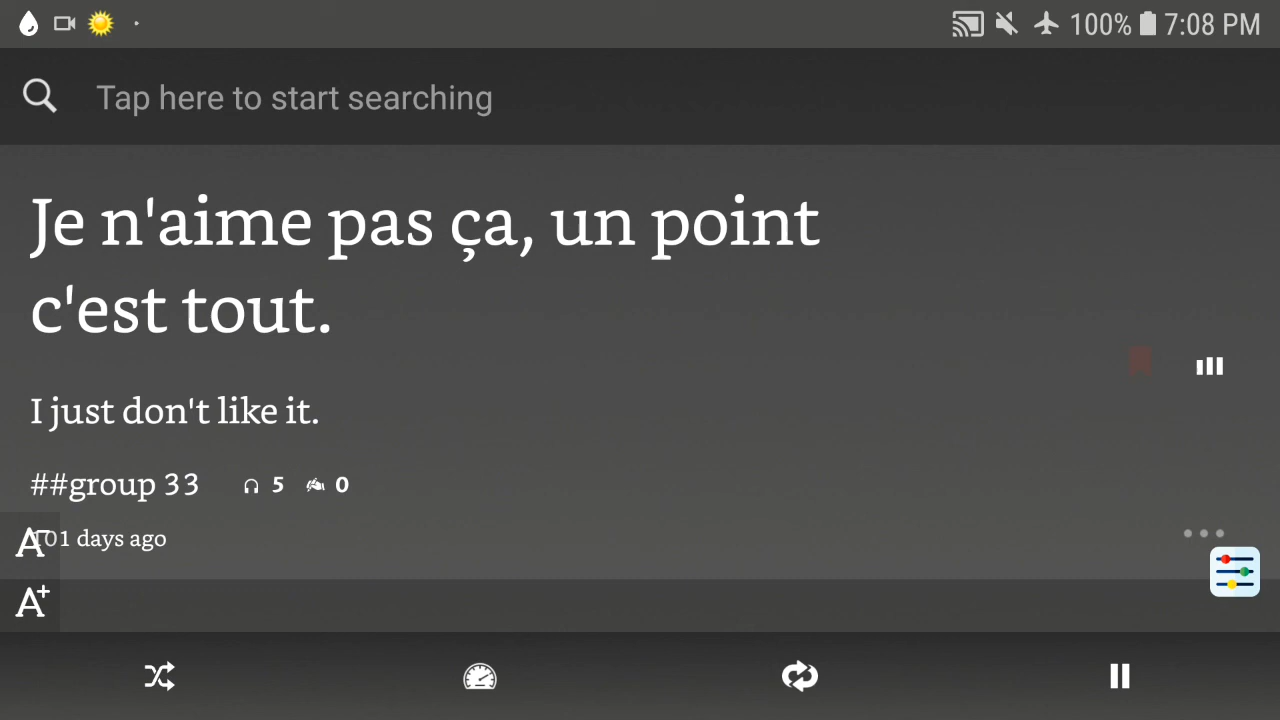 100% 7:08 PM
Tap here to start searching
Je n'aime pas ça, un point
c'est tout.
I just don't like it.
##group 33 5 0
101 days ago
A-
A+